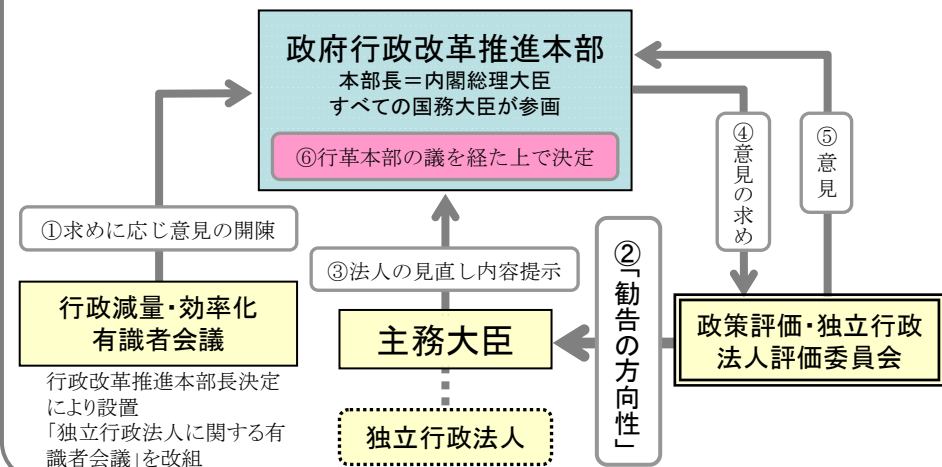 政府行政改革推進本部
本部長＝内閣総理大臣
すべての国務大臣が参画
⑥行革本部の議を経た上で決定
①求めに応じ意見の開陳
③法人の見直し内容提示
②「勧告の方向性」
④意見の求め
⑤意見
行政減量・効率化
有識者会議
行政改革推進本部長決定
により設置
「独立行政法人に関する有
識者会議」を改組
主務大臣
独立行政法人
政策評価・独立行政
法人評価委員会